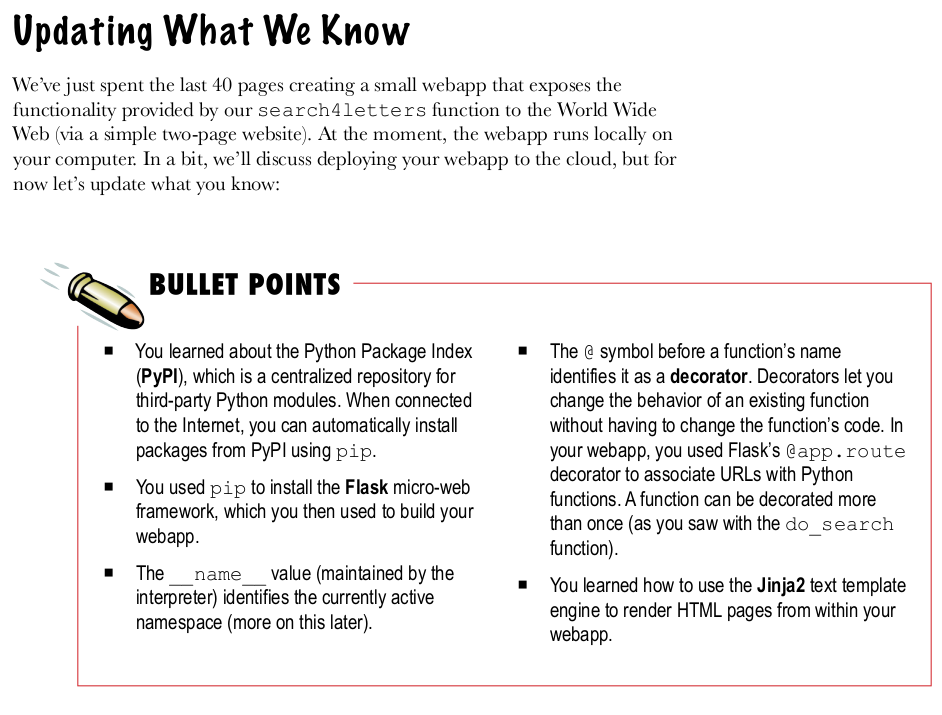 Updating What We Know
We've just spent the last 40 pages creating a small webapp that exposes the
functionality provided by our search4letters function to the World Wide
Web (via a simple two-page website). At the moment, the webapp runs locally on
your computer. In a bit, we'll discuss deploying your webapp to the cloud, but for
now let's update what you know:
BULLET POINTS
■ You learned about the Python Package Index
(PyPI), which is a centralized repository for
third-party Python modules. When connected
to the Internet, you can automatically install
packages from PyPI using pip.
■ You used pip to install the Flask micro-web
framework, which you then used to build your
webapp.
■ The __name__ value (maintained by the
interpreter) identifies the currently active
namespace (more on this later).
■ The @ symbol before a function's name
identifies it as a decorator. Decorators let you
change the behavior of an existing function
without having to change the function's code. In
your webapp, you used Flask's @app.route
decorator to associate URLs with Python
functions. A function can be decorated more
than once (as you saw with the do_search
function).
■ You learned how to use the Jinja2 text template
engine to render HTML pages from within your
webapp.